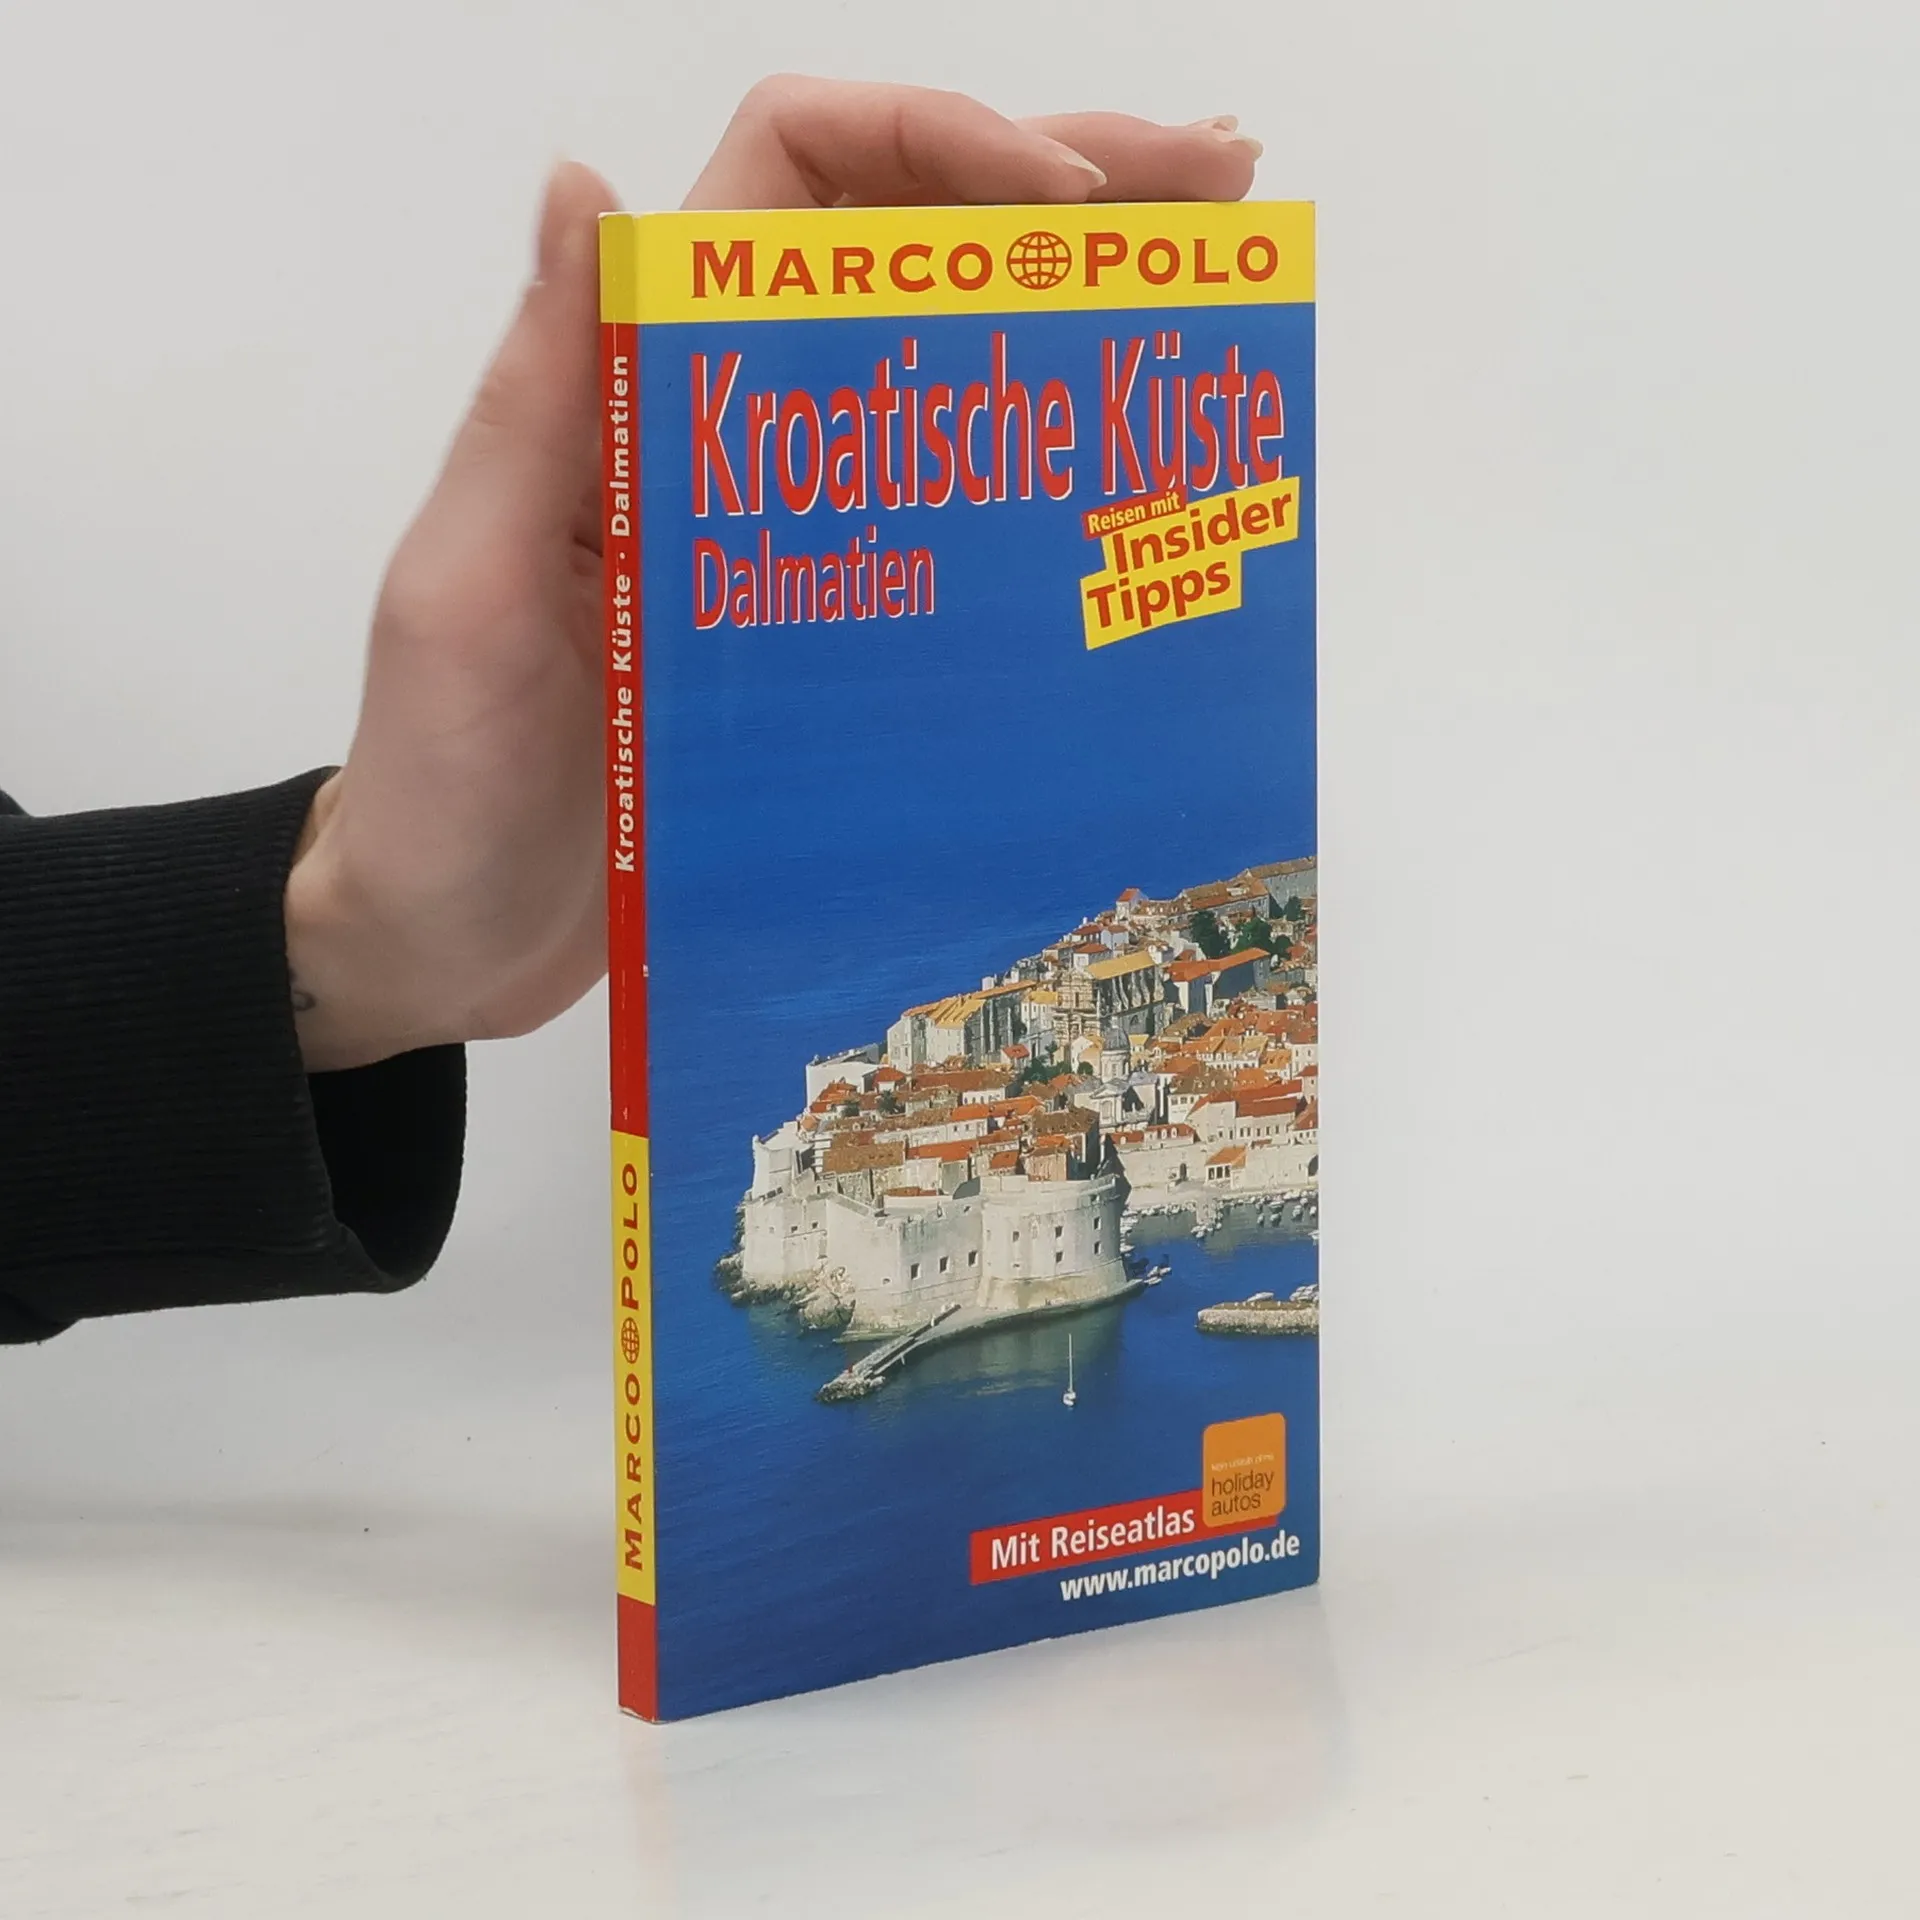 MARCO POLO
Kroatische Küste
Dalmatien
Reisen mit
Insider
Tipps
holiday
autos
Mit Reiseatlas
www.marcopolo.de
Kroatische Küste · Dalmatien
MARCO POLO